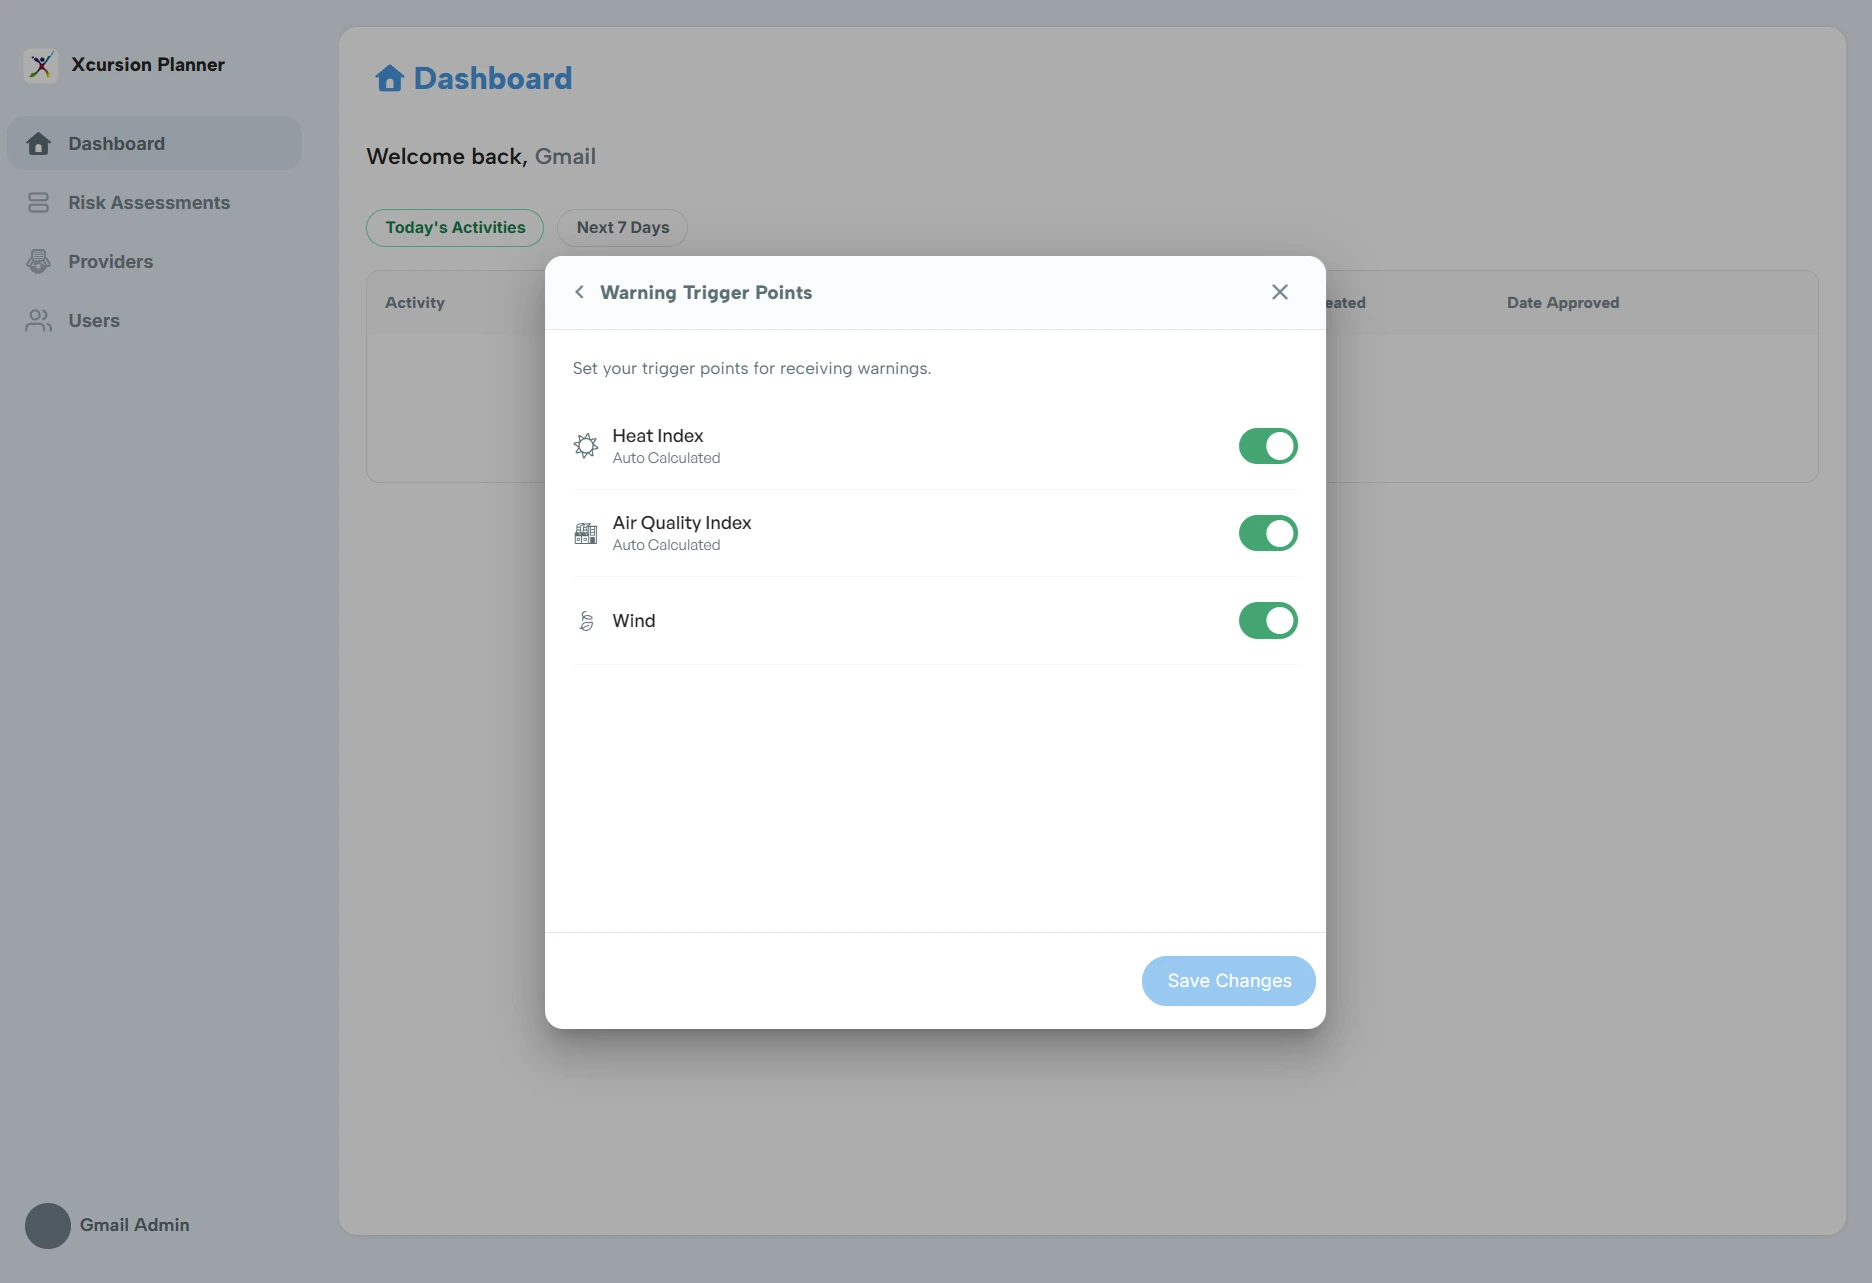 Xcursion Planner
Dashboard
Risk Assessments
Providers
Users
Gmail Admin
Dashboard
Welcome back, Gmail
Today's Activities
Next 7 Days
Activity
eated
Date Approved
Warning Trigger Points
Set your trigger points for receiving warnings.
Heat Index
Auto Calculated
Air Quality Index
Auto Calculated
Wind
Save Changes